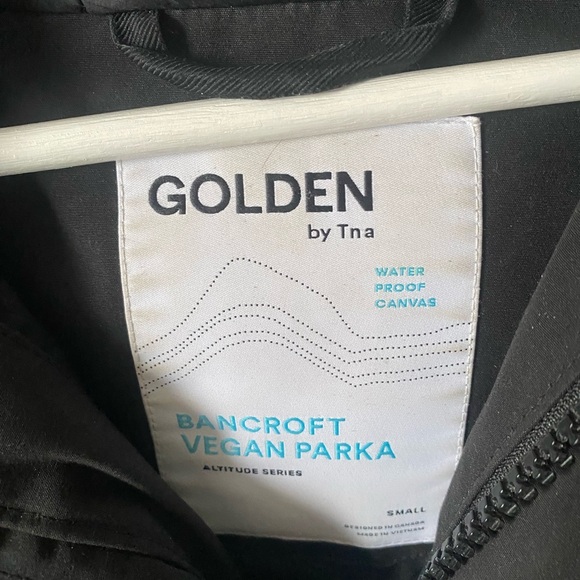 GOLDEN
by Tna
WATER
PROOF
CANVAS
BANCROFT
VEGAN PARKA
ALTITUDE SERIES
SMALL
DESIGNED IN CANADA
MADE IN VIETNAM